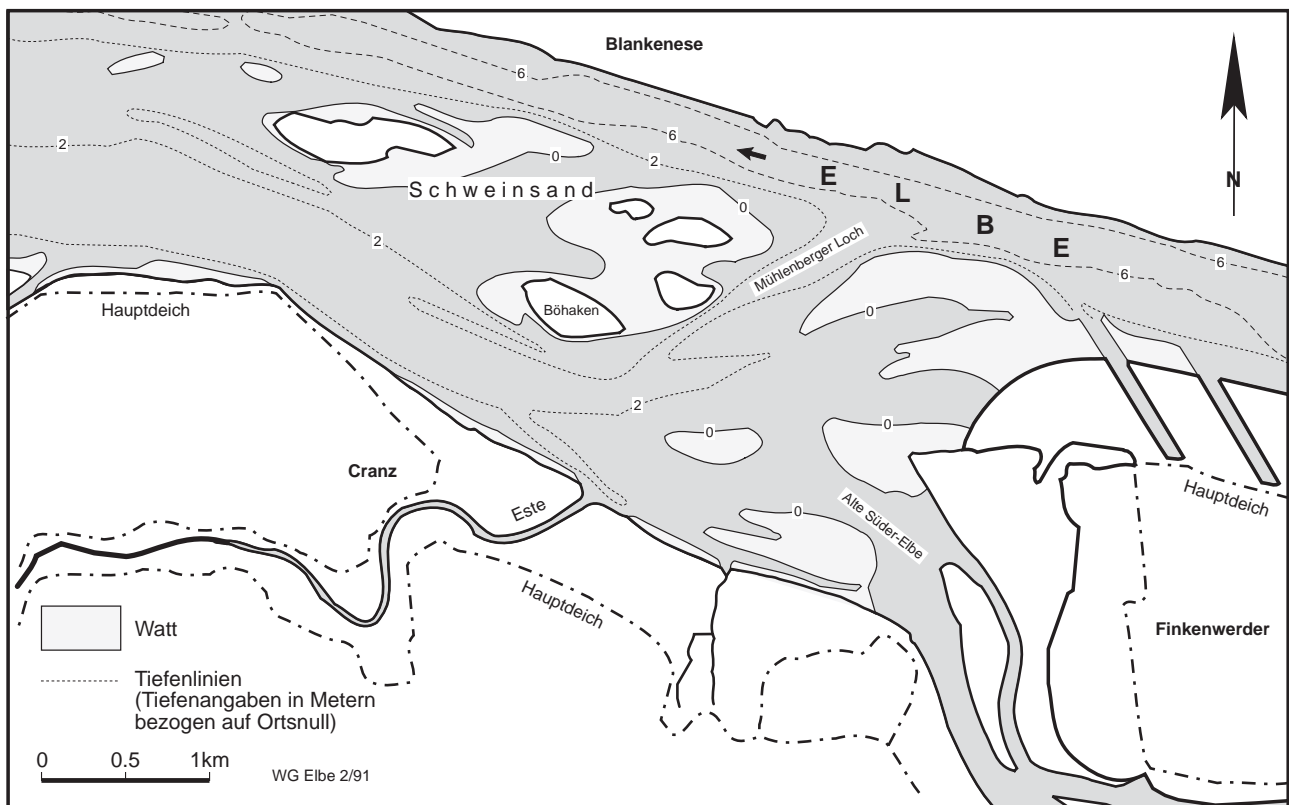 Blankenese
6
6
2
2
0
E
L
B
E
N
Schweinsand
0
2
Mühlenberger Loch
6
6
Hauptdeich
Böhaken
0
2
0
0
Cranz
Este
Alte Süder-Elbe
Hauptdeich
0
Hauptdeich
Finkenwerder
Watt
Tiefenlinien
(Tiefenangaben in Metern
bezogen auf Ortsnull)
0 0.5 1km
WG Elbe 2/91